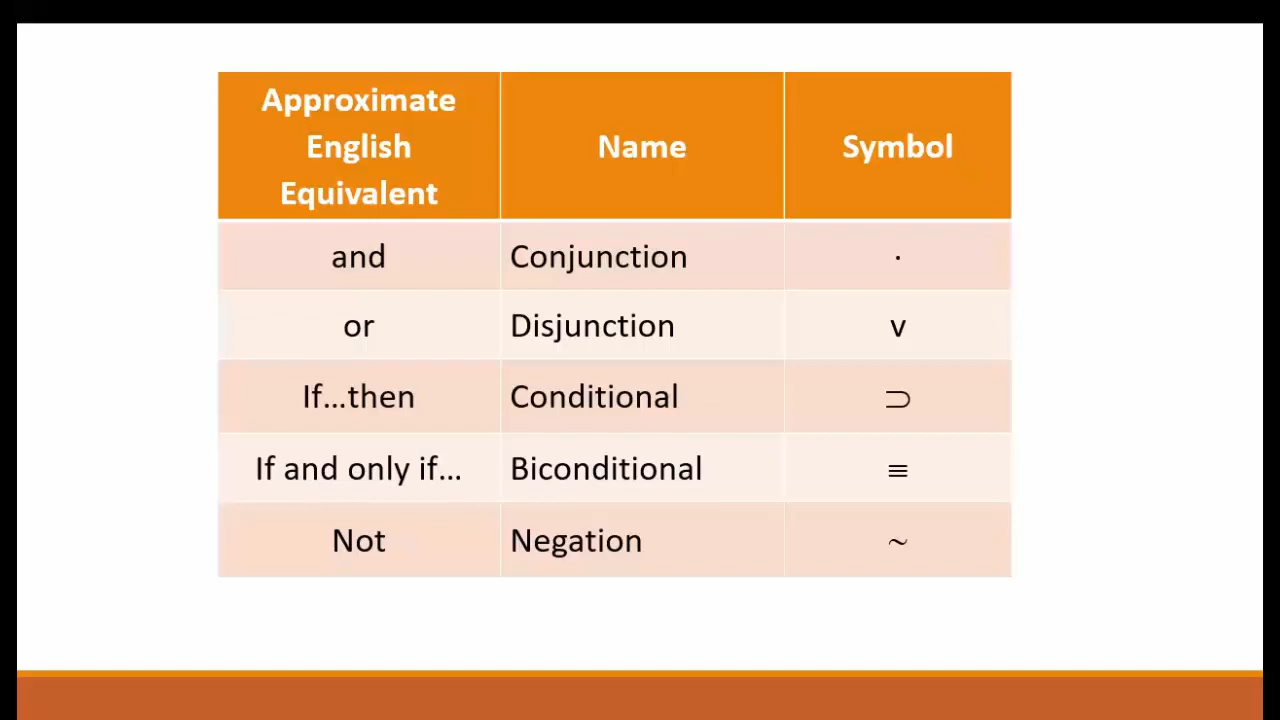 Approximate English Equivalent Name Symbol
and Conjunction ·
or Disjunction v
If...then Conditional ⊃
If and only if... Biconditional ≡
Not Negation ~